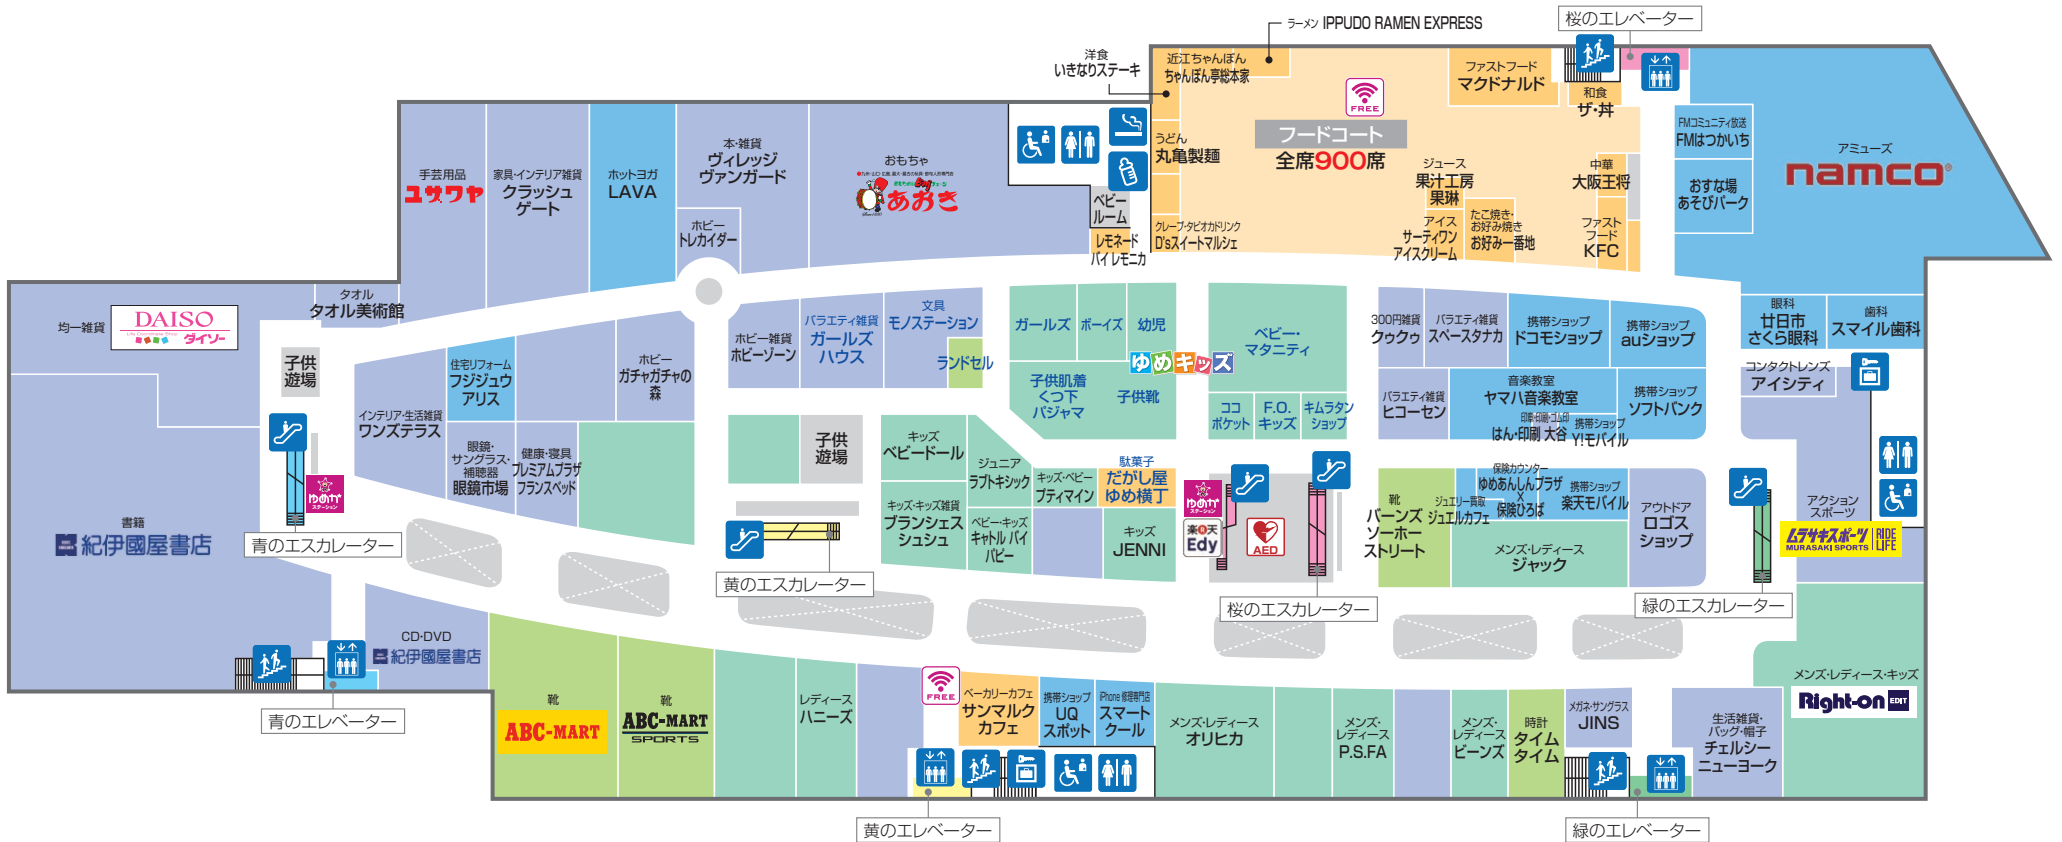 桜のエレベーター
ラーメン IPPUDO RAMEN EXPRESS
洋食
いきなりステーキ
近江ちゃんぽん
ちゃんぽん亭総本家
ファストフード
マクドナルド
和食
ザ・丼
FREE
フードコート
全席900席
うどん
丸亀製麺
ジュース
果汁工房
果琳
アイス
サーティワン
アイスクリーム
たこ焼き・
お好み焼き
お好み一番地
中華
大阪王将
ファスト
フード
KFC
クレープ・タピオカドリンク
D'sスイートマルシェ
ベビー
ルーム
レモネード
バイ レモニカ
FMコミュニティ放送
FMはつかいち
おすな場
あそびパーク
アミューズ
namco
手芸用品
ユザワヤ
家具・インテリア雑貨
クラッシュ
ゲート
ホットヨガ
LAVA
本・雑貨
ヴィレッジ
ヴァンガード
ホビー
トレカイダー
おもちゃ
あおき
均一雑貨
DAISO
ダイソー
タオル
タオル美術館
子供
遊場
インテリア・生活雑貨
ワンズテラス
住宅リフォーム
フジジュウ
アリス
ホビー
ガチャガチャの
森
眼鏡・
サングラス・
補聴器
眼鏡市場
健康・寝具
プレミアムプラザ
フランスベッド
ホビー雑貨
ホビーゾーン
バラエティ雑貨
ガールズ
ハウス
文具
モノステーション
ランドセル
ガールズ
ボーイズ
幼児
ゆめキッズ
子供肌着
くつ下
パジャマ
子供靴
ベビー・
マタニティ
ココ
ポケット
F.O.
キッズ
キムラタン
ショップ
300円雑貨
クゥクゥ
バラエティ雑貨
スペースタナカ
携帯ショップ
ドコモショップ
携帯ショップ
auショップ
バラエティ雑貨
ヒコーセン
音楽教室
ヤマハ音楽教室
印章・印刷・ゴム印
はん・印刷 大谷
Y!モバイル
携帯ショップ
ソフトバンク
眼科
廿日市
さくら眼科
歯科
スマイル歯科
コンタクトレンズ
アイシティ
子供
遊場
キッズ
ベビードール
ジュニア
ラブトキシック
キッズ・ベビー
プティマイン
駄菓子
だがし屋
ゆめ横丁
キッズ・キッズ雑貨
ブランシェス
シュシュ
ベビー・キッズ
キャトル バイ
バビー
キッズ
JENNI
ゆめか
ステーション
楽天
Edy
AED
靴
バーンズ
ソーホー
ストリート
ジュエリー買取
ジュエルカフェ
保険カウンター
ゆめあんしんプラザ
×
保険ひろば
携帯ショップ
楽天モバイル
メンズ・レディース
ジャック
アウトドア
ロゴス
ショップ
アクション
スポーツ
ムラサキスポーツ
MURASAKI SPORTS
RIDE
LIFE
書籍
紀伊國屋書店
ゆめか
ステーション
青のエスカレーター
黄のエスカレーター
桜のエスカレーター
緑のエスカレーター
CD・DVD
紀伊國屋書店
青のエレベーター
靴
ABC-MART
靴
ABC-MART
SPORTS
レディース
ハニーズ
FREE
ベーカリーカフェ
サンマルク
カフェ
携帯ショップ
UQ
スポット
iPhone 修理専門店
スマート
クール
メンズ・レディース
オリヒカ
メンズ・
レディース
P.S.FA
メンズ・
レディース
ビーンズ
時計
タイム
タイム
メガネ・サングラス
JINS
生活雑貨・
バッグ・帽子
チェルシー
ニューヨーク
メンズ・レディース・キッズ
Right-on EDIT
黄のエレベーター
緑のエレベーター